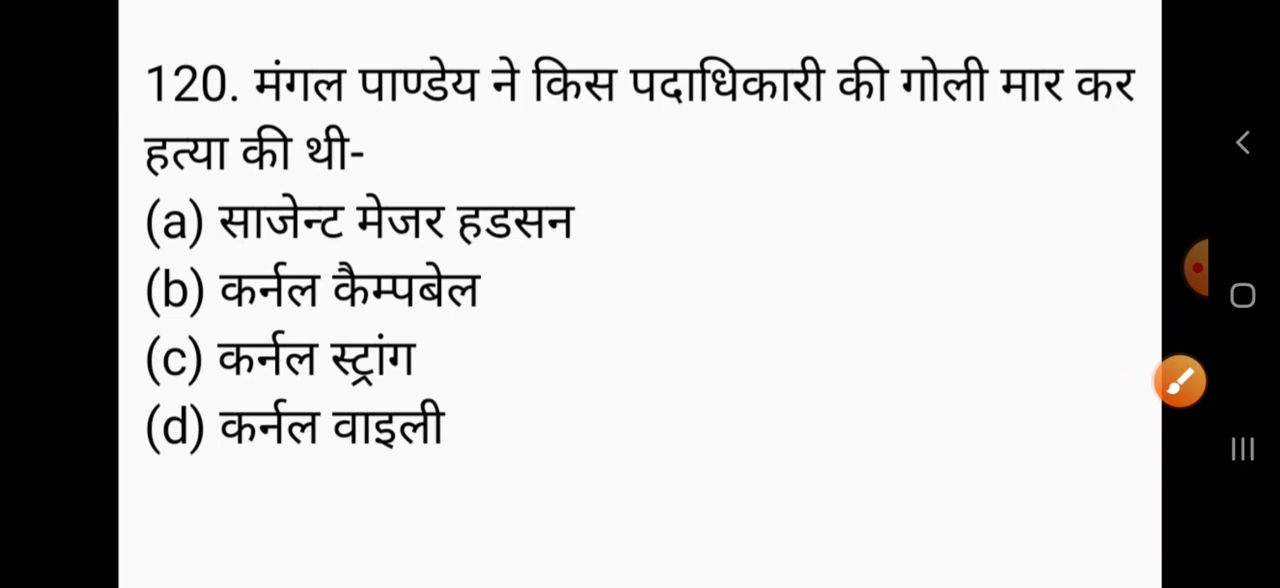 120. मंगल पाण्डेय ने किस पदाधिकारी की गोली मार कर
हत्या की थी-
(a) साजेन्ट मेजर हडसन
(b) कर्नल कैम्पबेल
(c) कर्नल स्ट्रांग
(d) कर्नल वाइली